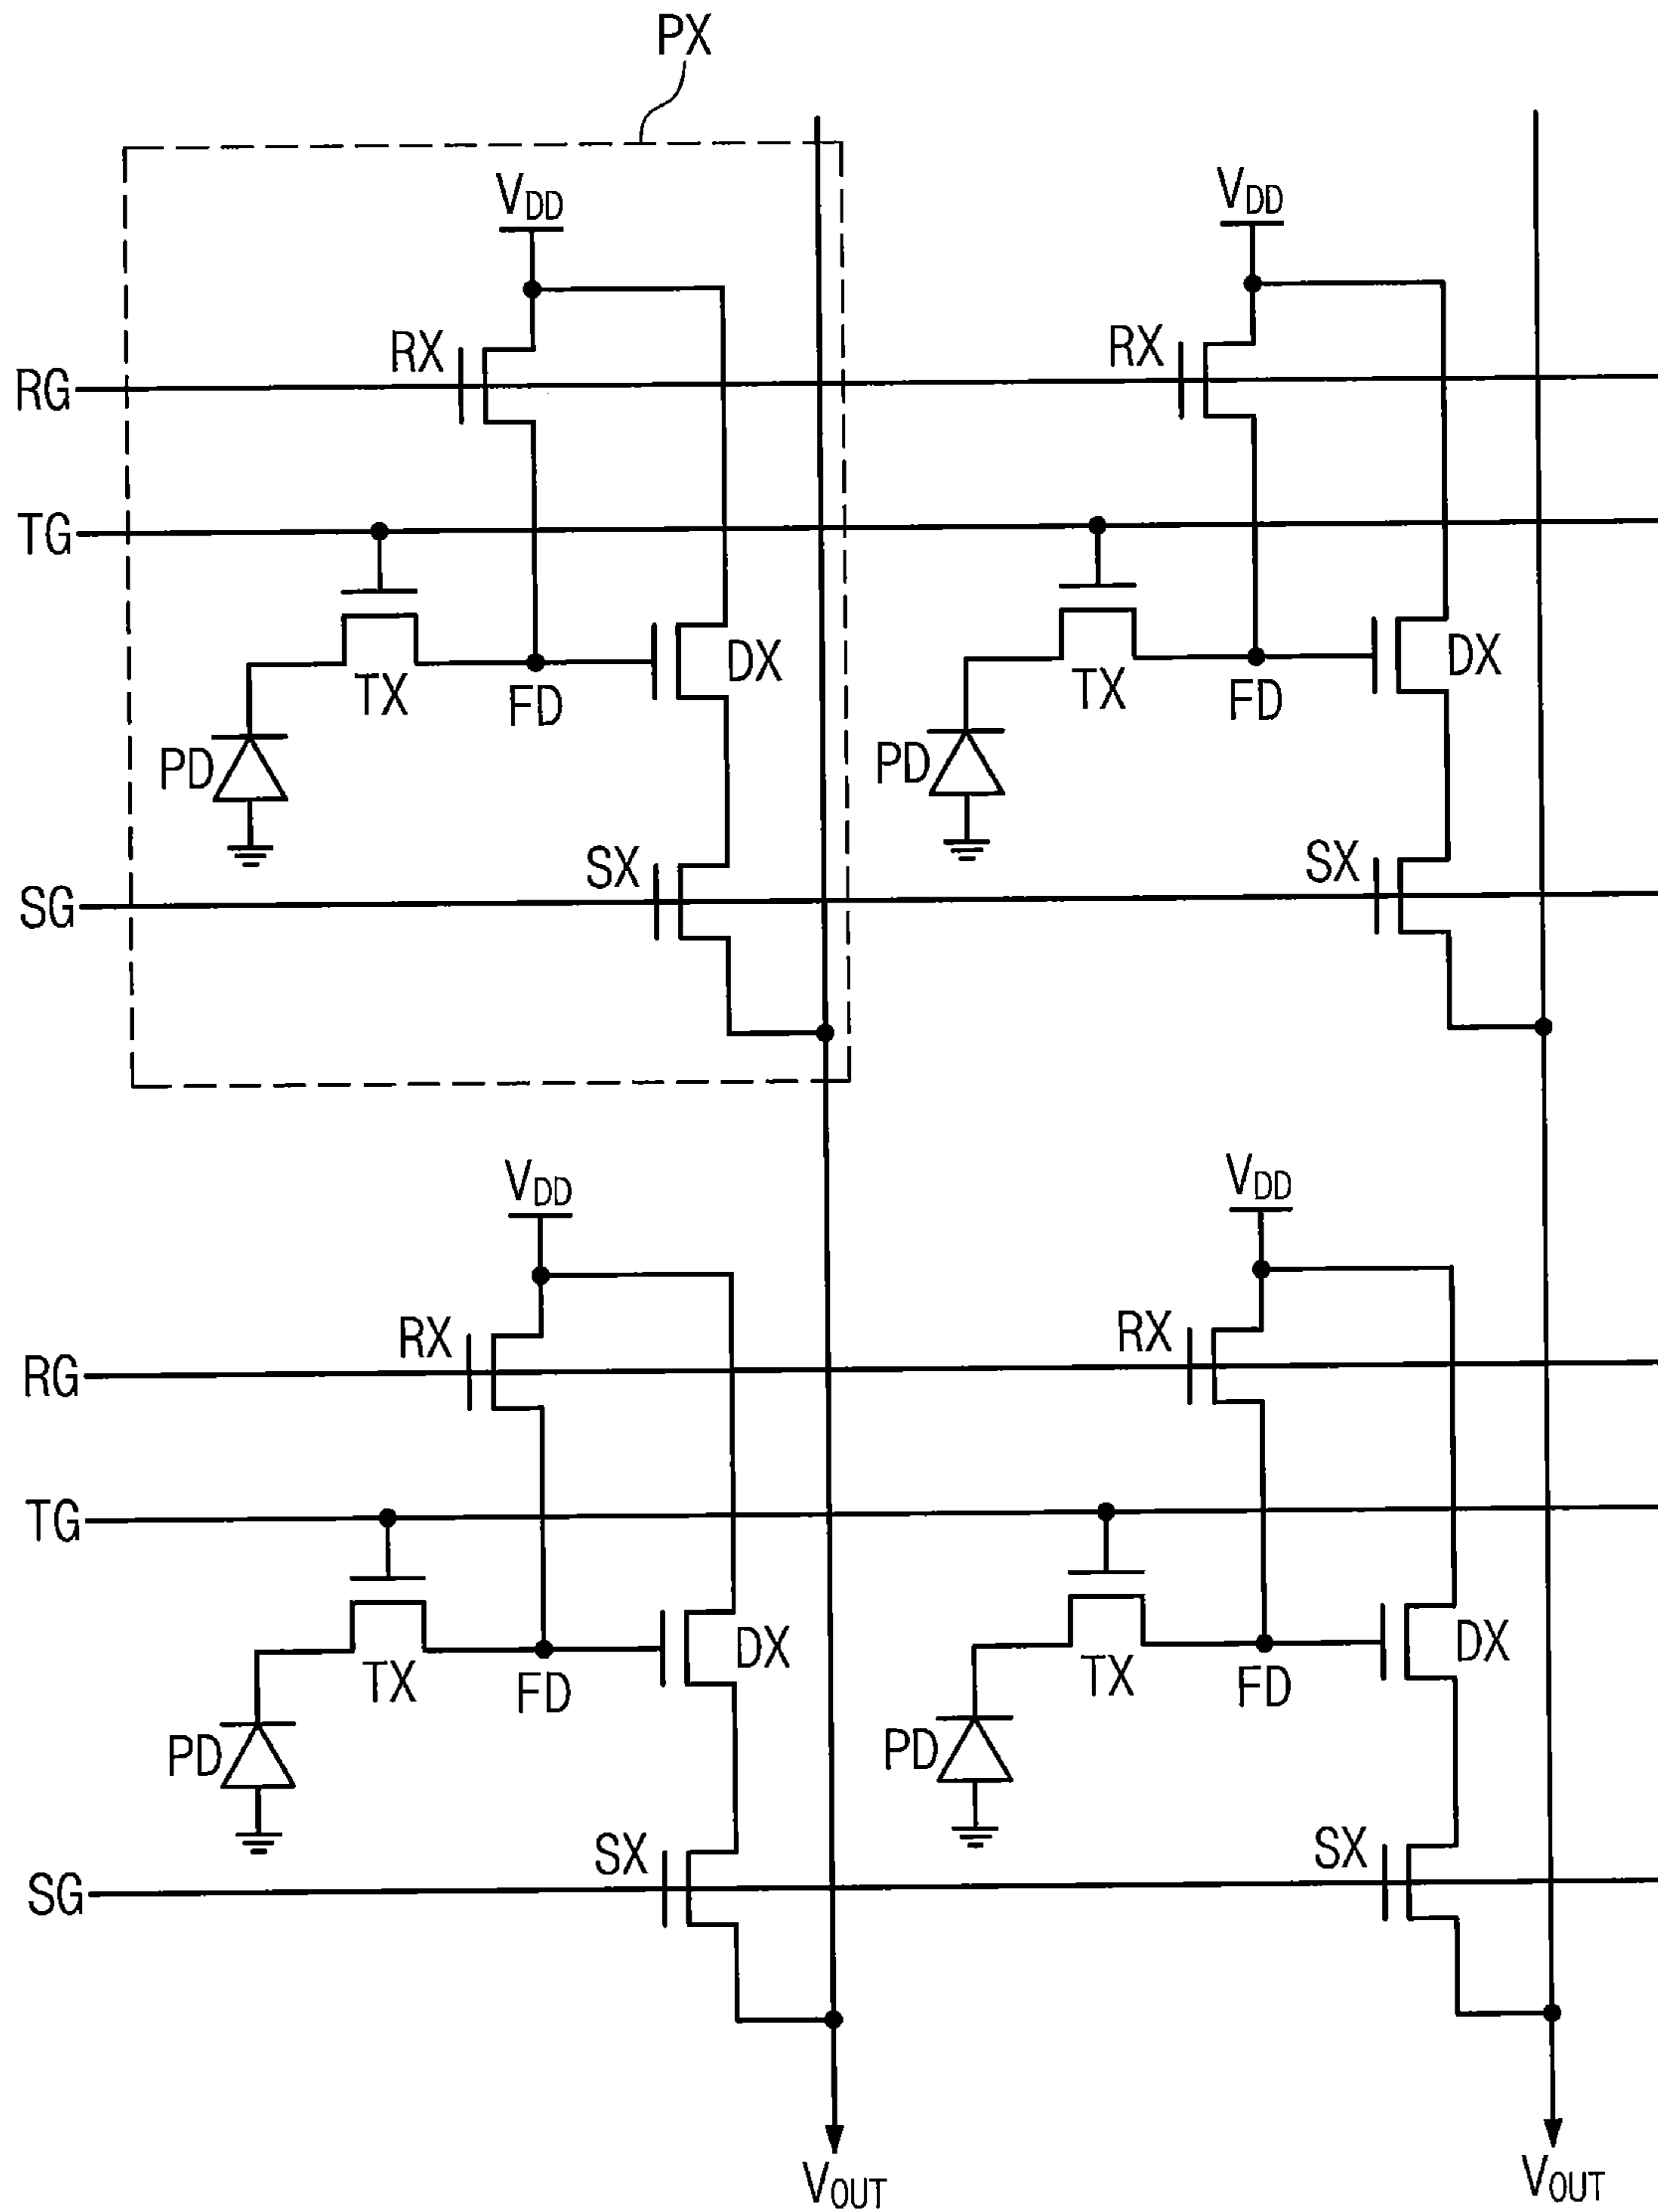 PX
VDD VDD
RX RX
RG
TG
DX DX
TX FD TX FD
PD PD
SX SX
SG
VDD VDD
RX RX
RG
TG
DX DX
TX FD TX FD
PD PD
SX SX
SG
VOUT VOUT